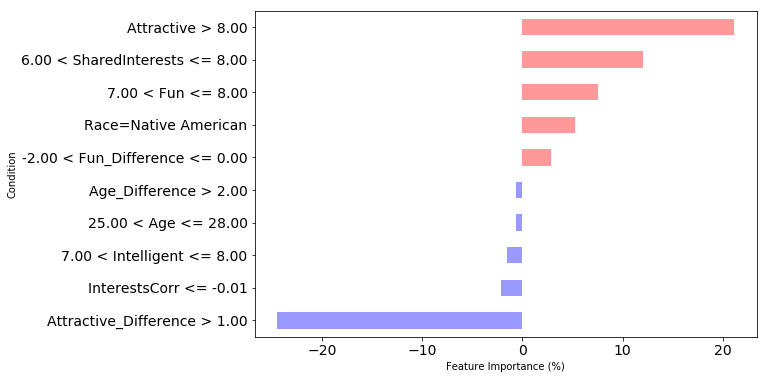 Attractive > 8.00
6.00 < SharedInterests <= 8.00
7.00 < Fun <= 8.00
Race=Native American
-2.00 < Fun_Difference <= 0.00
Age_Difference > 2.00
25.00 < Age <= 28.00
7.00 < Intelligent <= 8.00
InterestsCorr <= -0.01
Attractive_Difference > 1.00
Condition
−20 −10 0 10 20
Feature Importance (%)